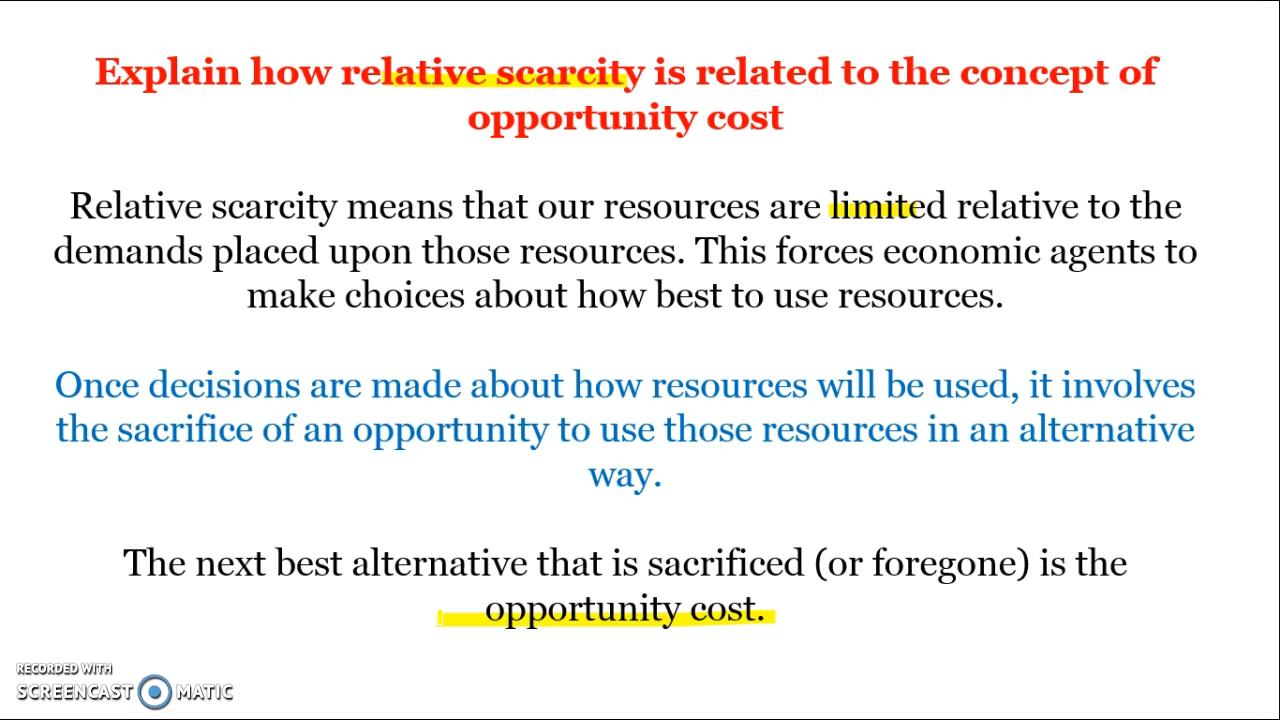 Explain how relative scarcity is related to the concept of
opportunity cost
Relative scarcity means that our resources are limited relative to the
demands placed upon those resources. This forces economic agents to
make choices about how best to use resources.
Once decisions are made about how resources will be used, it involves
the sacrifice of an opportunity to use those resources in an alternative
way.
The next best alternative that is sacrificed (or foregone) is the
opportunity cost.
RECORDED WITH
SCREENCAST MATIC